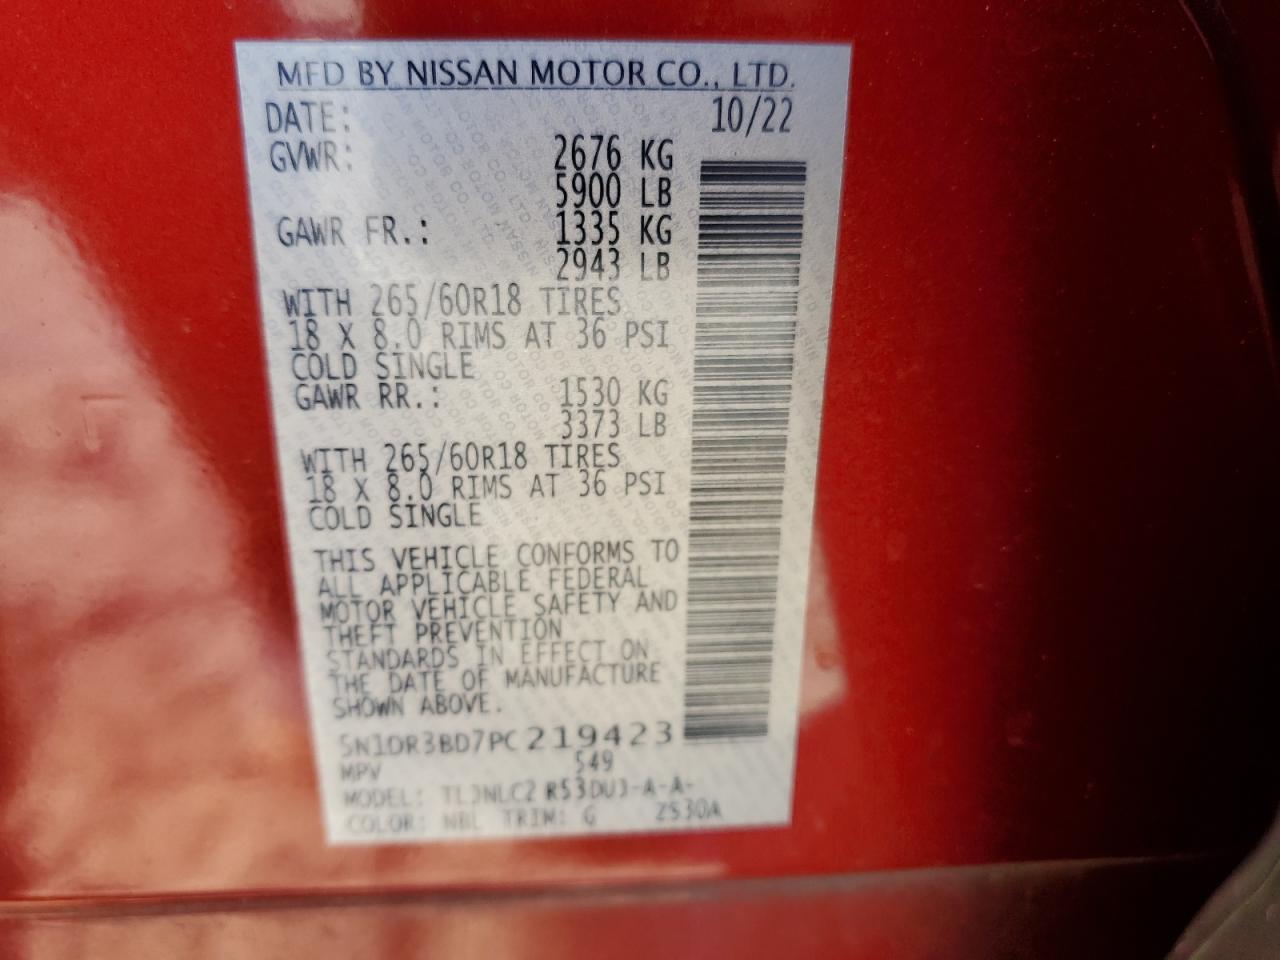 MFD BY NISSAN MOTOR CO., LTD.
DATE: 10/22
GVWR: 2676 KG
5900 LB
GAWR FR.: 1335 KG
2943 LB
WITH 265/60R18 TIRES
18 X 8.0 RIMS AT 36 PSI
COLD SINGLE
GAWR RR.: 1530 KG
3373 LB
WITH 265/60R18 TIRES
18 X 8.0 RIMS AT 36 PSI
COLD SINGLE
THIS VEHICLE CONFORMS TO
ALL APPLICABLE FEDERAL
MOTOR VEHICLE SAFETY AND
THEFT PREVENTION
STANDARDS IN EFFECT ON
THE DATE OF MANUFACTURE
SHOWN ABOVE.
5N1DR3BD7PC219423
MPV 549
MODEL:
COLOR: NBL TRIM: G 2S30A